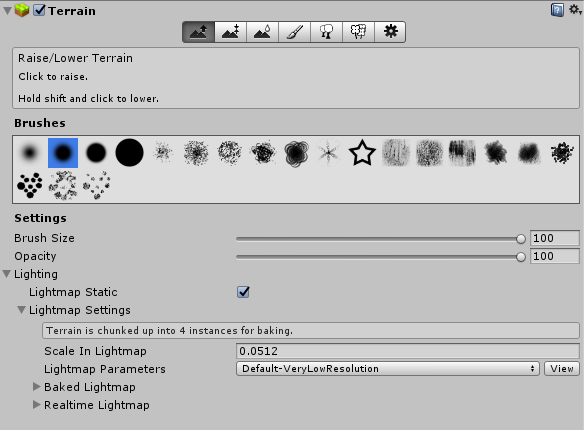 Terrain
Raise/Lower Terrain
Click to raise.
Hold shift and click to lower.
Brushes
Settings
Brush Size 100
Opacity 100
Lighting
Lightmap Static
Lightmap Settings
Terrain is chunked up into 4 instances for baking.
Scale In Lightmap 0.0512
Lightmap Parameters Default-VeryLowResolution View
Baked Lightmap
Realtime Lightmap